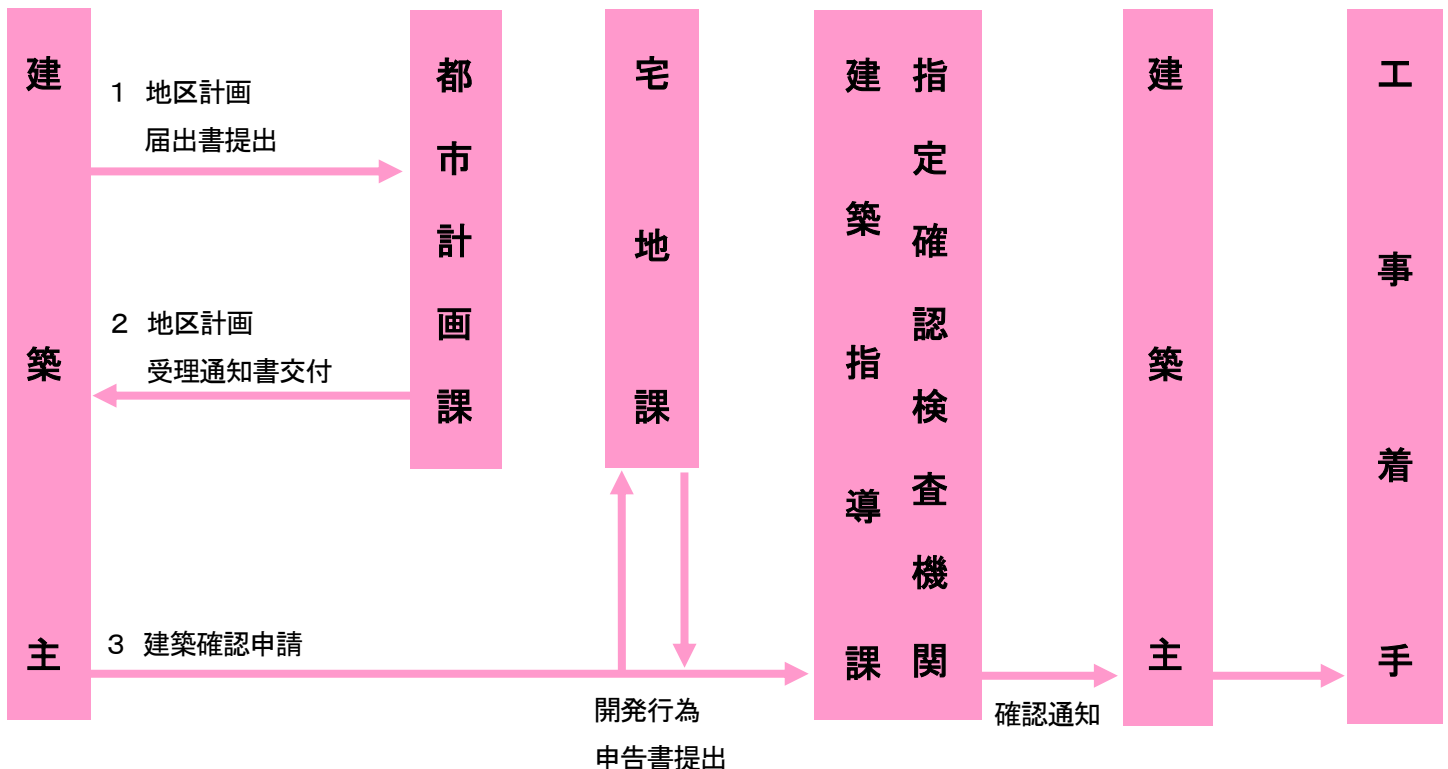 建築主
1 地区計画
届出書提出
2 地区計画
受理通知書交付
3 建築確認申請
都市計画課
宅地課
開発行為
申告書提出
指定確認検査機関
建築指導課
確認通知
建築主
工事着手